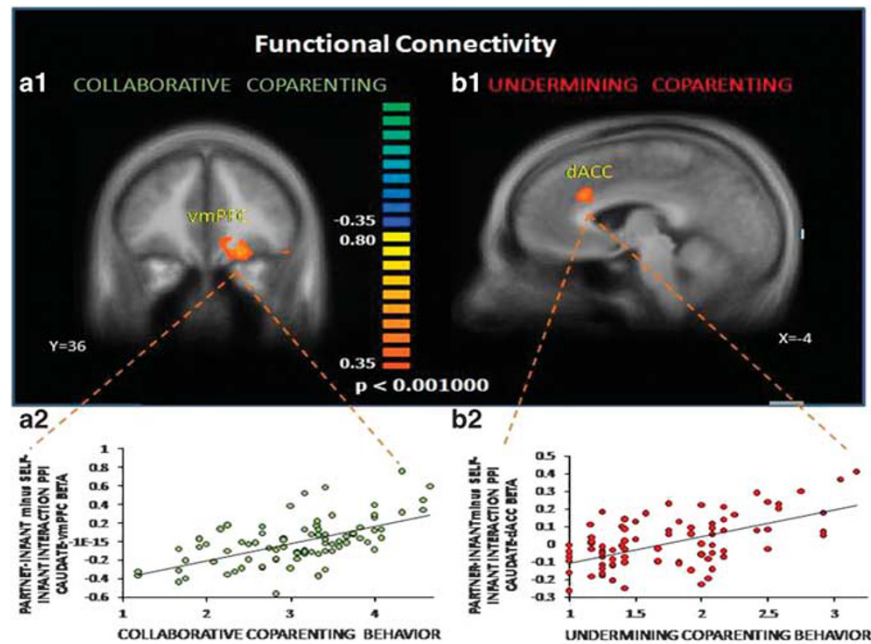 Functional Connectivity
a1 COLLABORATIVE COPARENTING
b1 UNDERMINING COPARENTING
vmPFC
dACC
-0.35
0.80
0.35
Y=36
X=-4
p < 0.001000
a2
PARTNET-INFANT minus SELF-
INFANT INTERACTION PPI
CAUDATE-vmPFC BETA
1
0.8
0.6
0.4
0.2
-1E-15
-0.2
-0.4
-0.6
1 2 3 4
COLLABORATIVE COPARENTING BEHAVIOR
b2
PARTNER-INFANT minus SELF-
INFANT INTERACTION PPI
CAUDATE-dACC BETA
0.5
0.4
0.3
0.2
0.1
0
-0.1
-0.2
-0.3
1 1.5 2 2.5 3
UNDERMINING COPARENTING BEHAVIOR